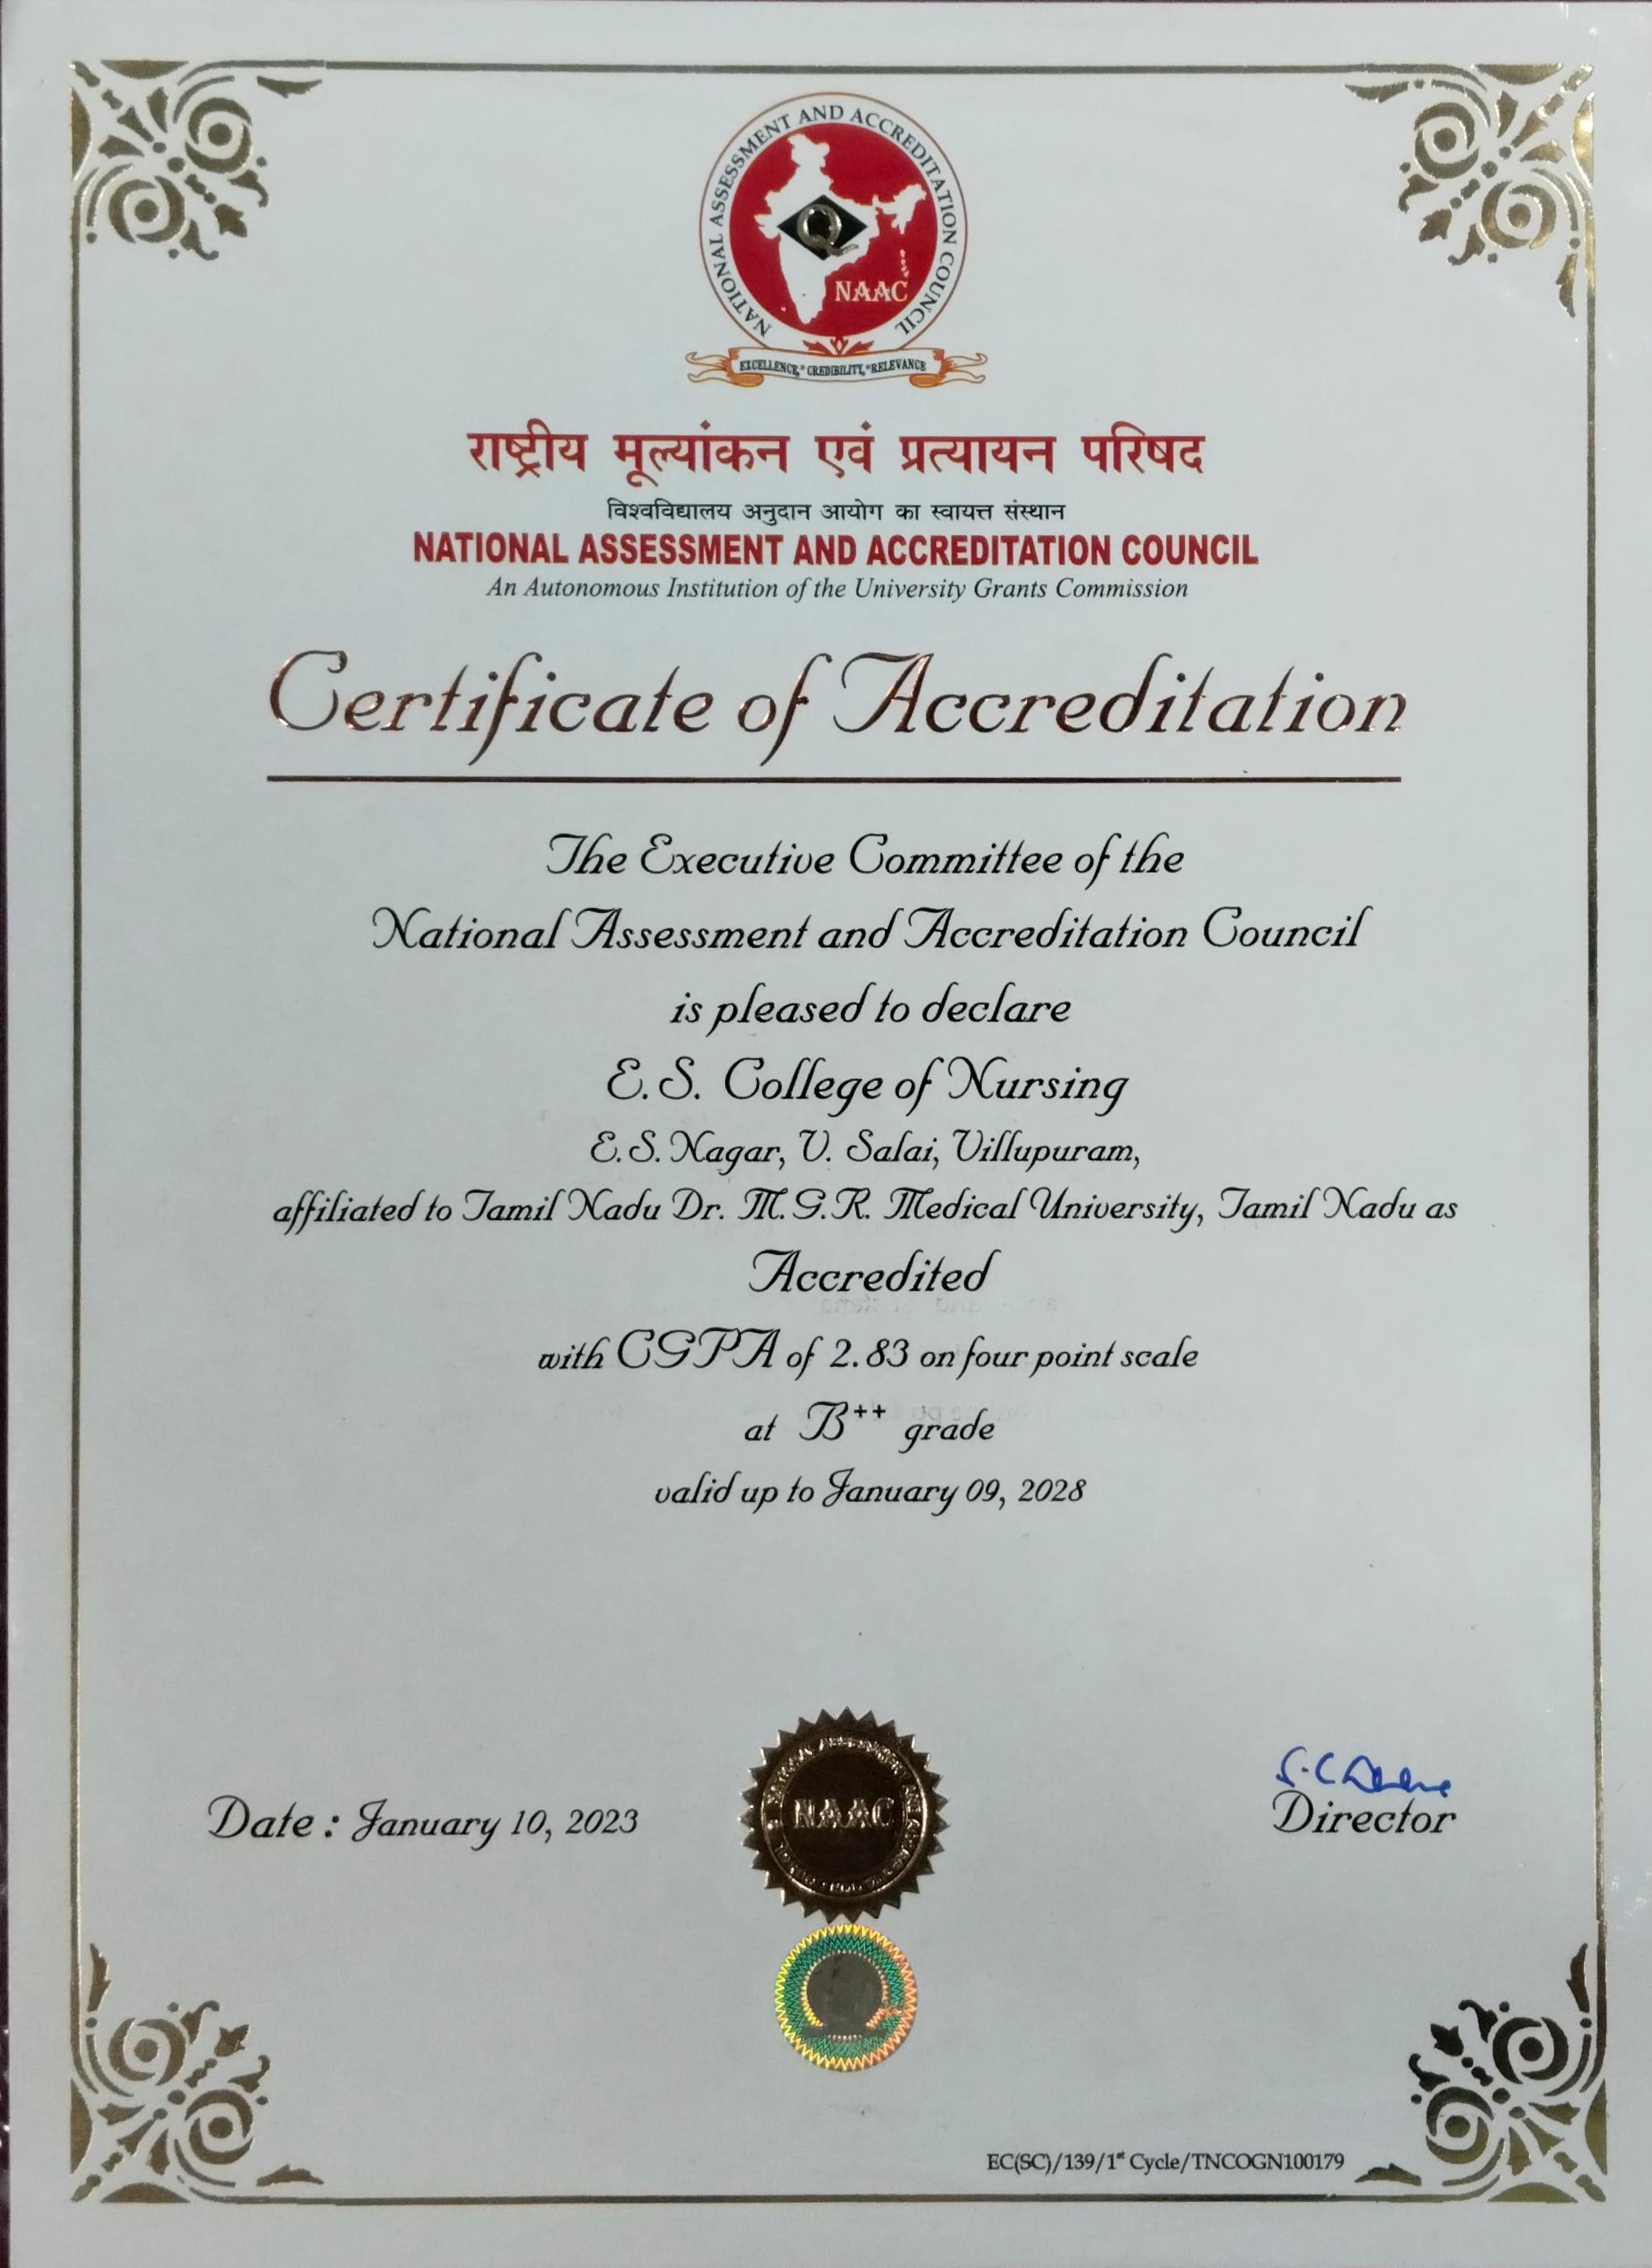 NATIONAL ASSESSMENT AND ACCREDITATION COUNCIL
Q
NAAC
EXCELLENCE * CREDIBILITY * RELEVANCE
राष्ट्रीय मूल्यांकन एवं प्रत्यायन परिषद
विश्वविद्यालय अनुदान आयोग का स्वायत्त संस्थान
NATIONAL ASSESSMENT AND ACCREDITATION COUNCIL
An Autonomous Institution of the University Grants Commission
Certificate of Accreditation
The Executive Committee of the
National Assessment and Accreditation Council
is pleased to declare
E. S. College of Nursing
E. S. Nagar, V. Salai, Villupuram,
affiliated to Tamil Nadu Dr. M.G.R. Medical University, Tamil Nadu as
Accredited
with CGPA of 2.83 on four point scale
at B++ grade
valid up to January 09, 2028
NAAC
Date : January 10, 2023
Director
EC(SC)/139/1st Cycle/TNCOGN100179